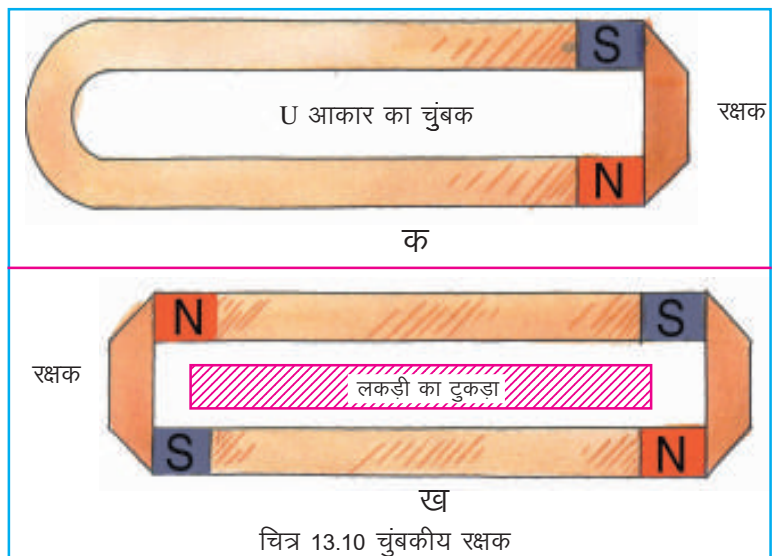 S
U आकार का चुंबक
रक्षक
N
क
N
S
रक्षक
लकड़ी का टुकड़ा
S
N
ख
चित्र 13.10 चुंबकीय रक्षक